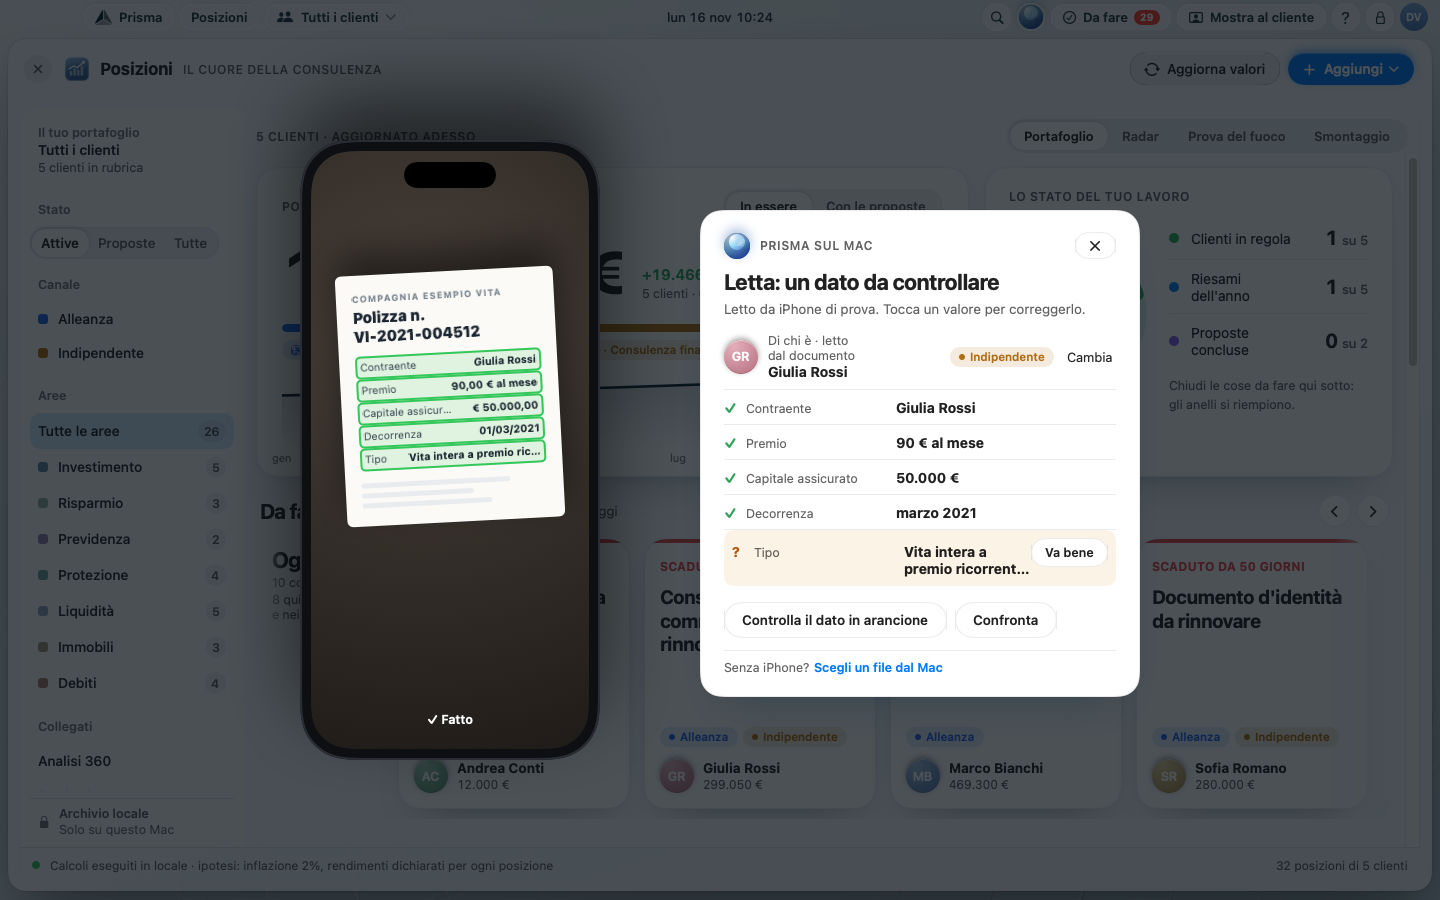 Prisma
Posizioni
Tutti i clienti
lun 16 nov 10:24
Da fare 29
Mostra al cliente
?
DV
Posizioni IL CUORE DELLA CONSULENZA
Aggiorna valori
+ Aggiungi
Il tuo portafoglio
Tutti i clienti
5 clienti in rubrica
Stato
Attive Proposte Tutte
Canale
Alleanza
Indipendente
Aree
Tutte le aree 26
Investimento 5
Risparmio 3
Previdenza 2
Protezione 4
Liquidità 5
Immobili 3
Debiti 4
Collegati
Analisi 360
Archivio locale
Solo su questo Mac
5 CLIENTI · AGGIORNATO ADESSO
Portafoglio Radar Prova del fuoco Smontaggio
In essere Con le proposte
€
+19.466
5 clienti ·
gen
lug
LO STATO DEL TUO LAVORO
Clienti in regola 1 su 5
Riesami
dell'anno 1 su 5
Proposte
concluse 0 su 2
Chiudi le cose da fare qui sotto:
gli anelli si riempiono.
COMPAGNIA ESEMPIO VITA
Polizza n.
VI-2021-004512
Contraente Giulia Rossi
Premio 90,00 € al mese
Capitale assicur... € 50.000,00
Decorrenza 01/03/2021
Tipo Vita intera a premio ric...
Fatto
PRISMA SUL MAC
Letta: un dato da controllare
Letto da iPhone di prova. Tocca un valore per correggerlo.
GR
Di chi è · letto
dal documento
Giulia Rossi
Indipendente
Cambia
Contraente Giulia Rossi
Premio 90 € al mese
Capitale assicurato 50.000 €
Decorrenza marzo 2021
? Tipo Vita intera a
premio ricorrent...
Va bene
Controlla il dato in arancione
Confronta
Senza iPhone? Scegli un file dal Mac
AC
Andrea Conti
12.000 €
Alleanza Indipendente
GR
Giulia Rossi
299.050 €
Alleanza
MB
Marco Bianchi
469.300 €
SCADUTO DA 50 GIORNI
Documento d'identità
da rinnovare
Alleanza Indipendente
SR
Sofia Romano
280.000 €
Calcoli eseguiti in locale · ipotesi: inflazione 2%, rendimenti dichiarati per ogni posizione
32 posizioni di 5 clienti